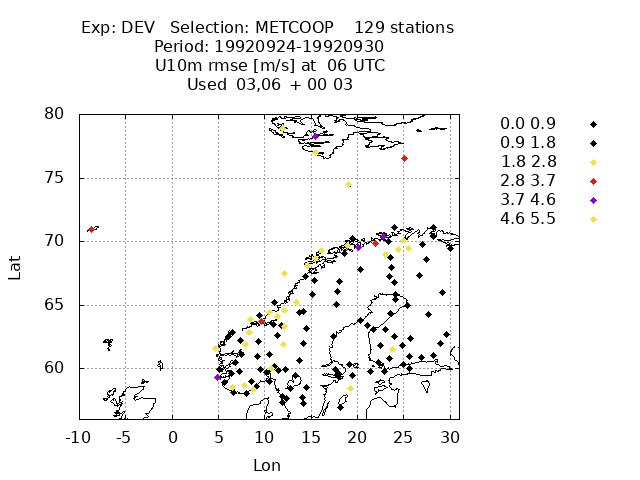 Exp: DEV Selection: METCOOP 129 stations
Period: 19920924-19920930
U10m rmse [m/s] at 06 UTC
Used 03,06 + 00 03
0.0 0.9
0.9 1.8
1.8 2.8
2.8 3.7
3.7 4.6
4.6 5.5
80
75
70
65
60
Lat
-10 -5 0 5 10 15 20 25 30
Lon